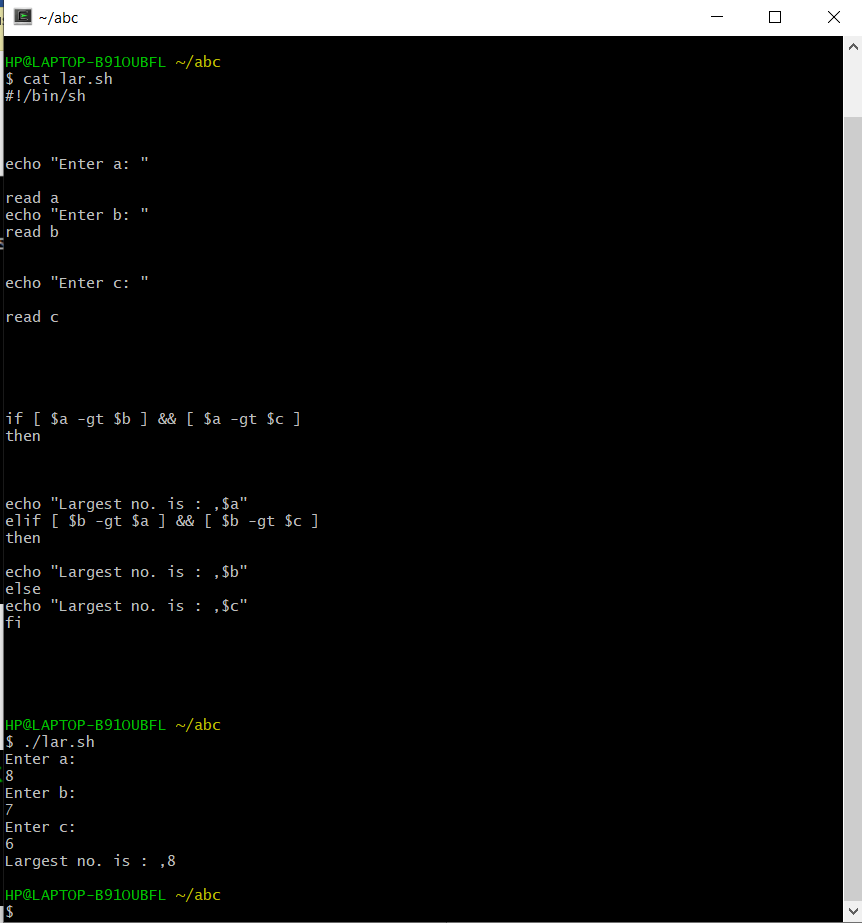 ~/abc
HP@LAPTOP-B91OUBFL ~/abc
$ cat lar.sh
#!/bin/sh
echo "Enter a: "
read a
echo "Enter b: "
read b
echo "Enter c: "
read c
if [ $a -gt $b ] && [ $a -gt $c ]
then
echo "Largest no. is : ,$a"
elif [ $b -gt $a ] && [ $b -gt $c ]
then
echo "Largest no. is : ,$b"
else
echo "Largest no. is : ,$c"
fi
HP@LAPTOP-B91OUBFL ~/abc
$ ./lar.sh
Enter a:
8
Enter b:
7
Enter c:
6
Largest no. is : ,8
HP@LAPTOP-B91OUBFL ~/abc
$